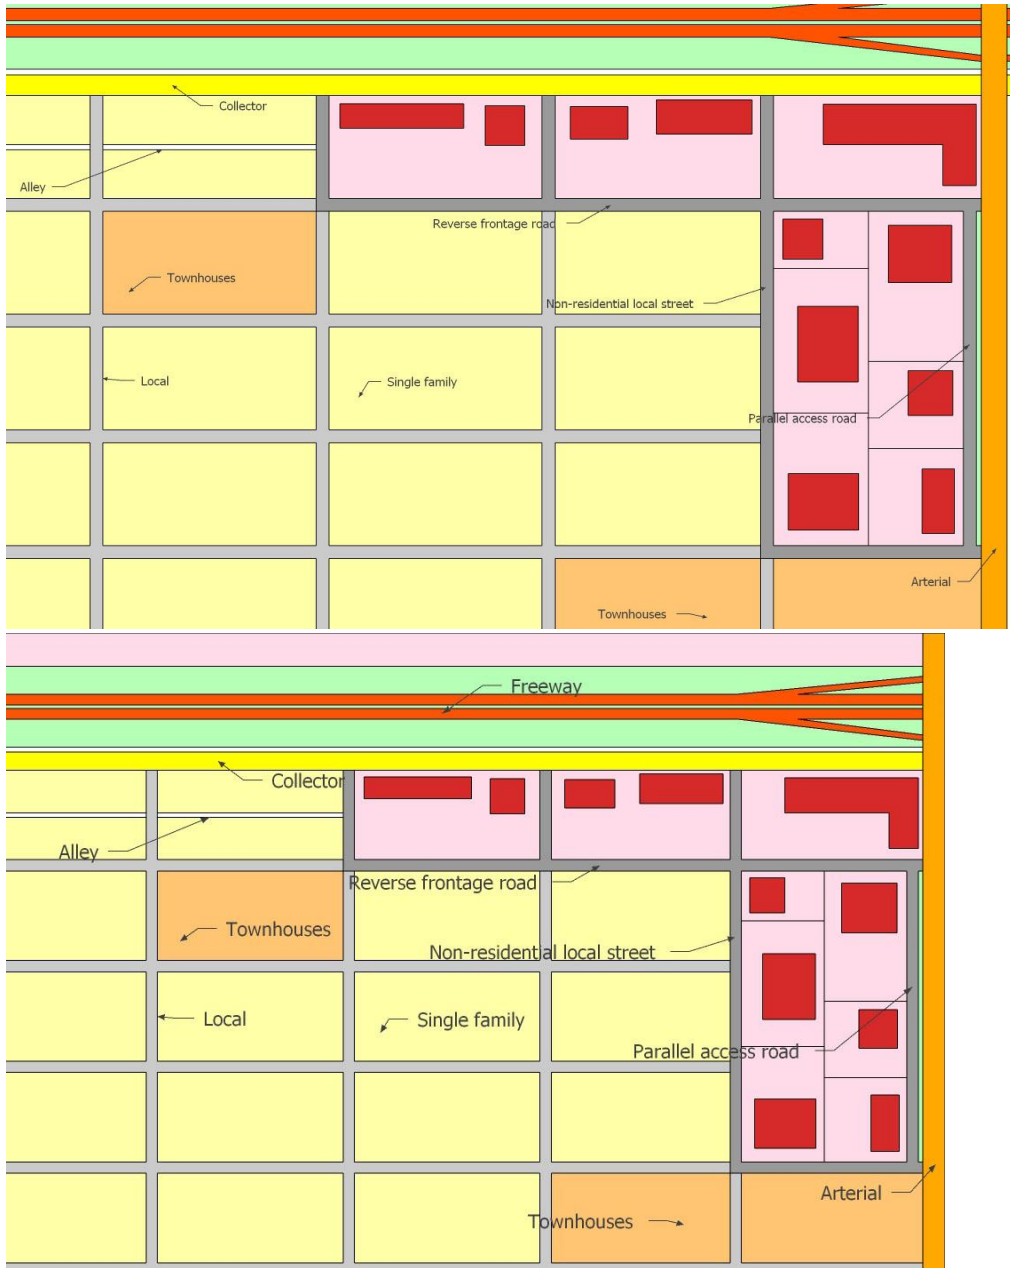 Collector
Alley
Reverse frontage road
Townhouses
Non-residential local street
Local
Single family
Parallel access road
Arterial
Townhouses
Freeway
Collector
Alley
Reverse frontage road
Townhouses
Non-residential local street
Local
Single family
Parallel access road
Arterial
Townhouses